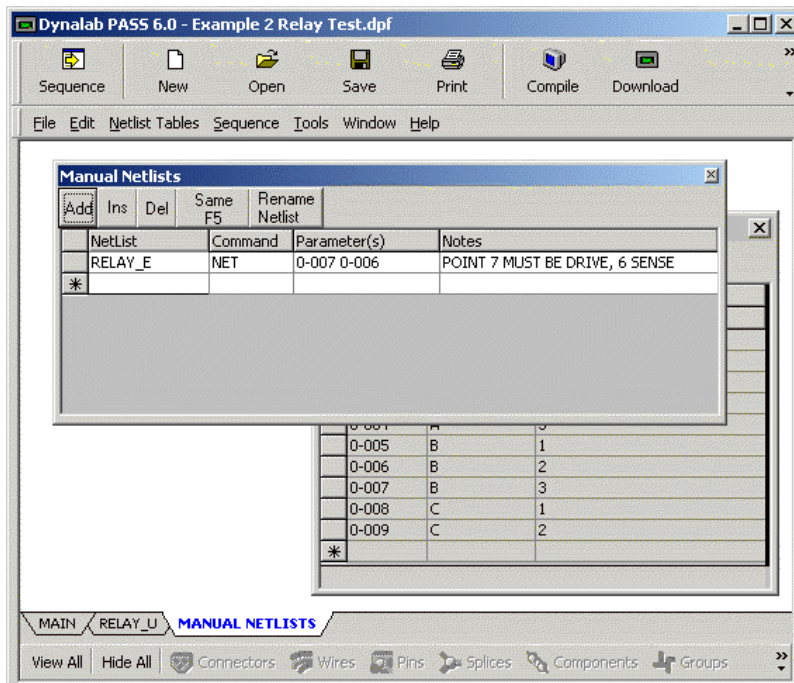 Dynalab PASS 6.0 - Example 2 Relay Test.dpf
Sequence New Open Save Print Compile Download
File Edit Netlist Tables Sequence Tools Window Help
Manual Netlists
Add Ins Del Same F5 Rename Netlist
NetList Command Parameter(s) Notes
RELAY_E NET 0-007 0-006 POINT 7 MUST BE DRIVE, 6 SENSE
0-005 B 1
0-006 B 2
0-007 B 3
0-008 C 1
0-009 C 2
MAIN RELAY_U MANUAL NETLISTS
View All Hide All Connectors Wires Pins Splices Components Groups